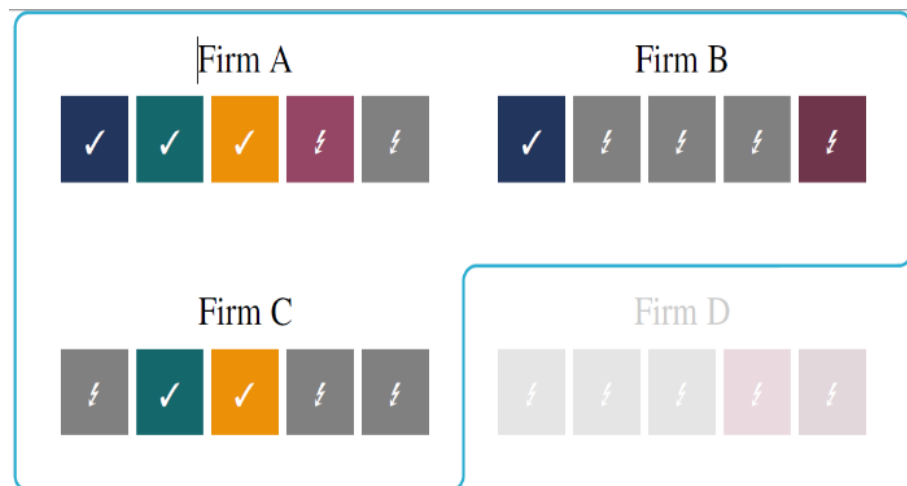 Firm A
Firm B
✓ ✓ ✓ ⚡ ⚡
✓ ⚡ ⚡ ⚡ ⚡
Firm C
Firm D
⚡ ✓ ✓ ⚡ ⚡
⚡ ⚡ ⚡ ⚡ ⚡